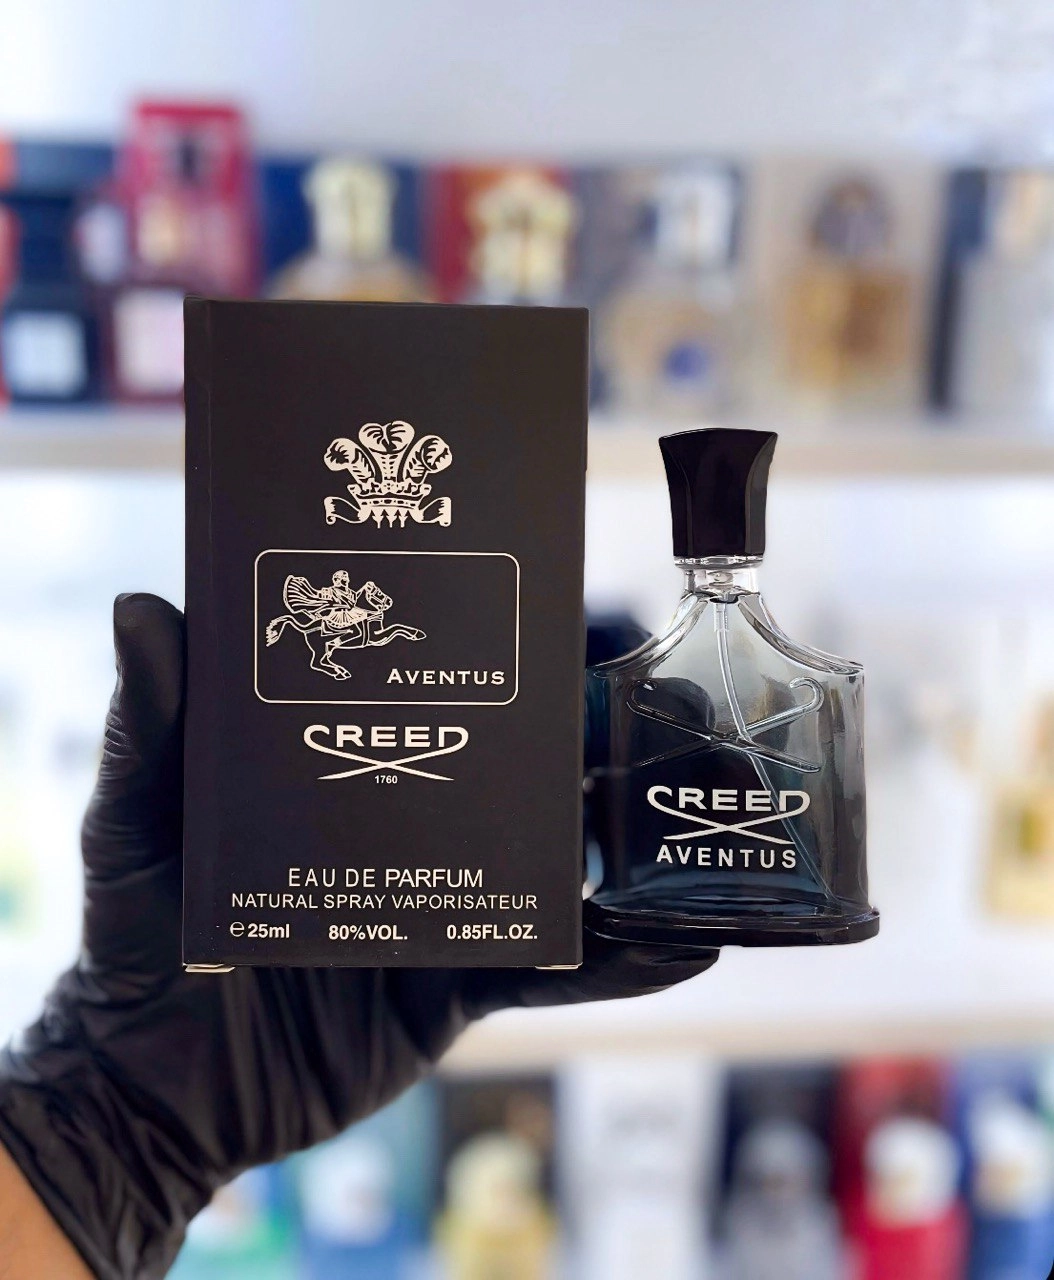 AVENTUS
CREED
1760
EAU DE PARFUM
NATURAL SPRAY VAPORISATEUR
℮25ml 80%VOL. 0.85FL.OZ.
CREED
AVENTUS